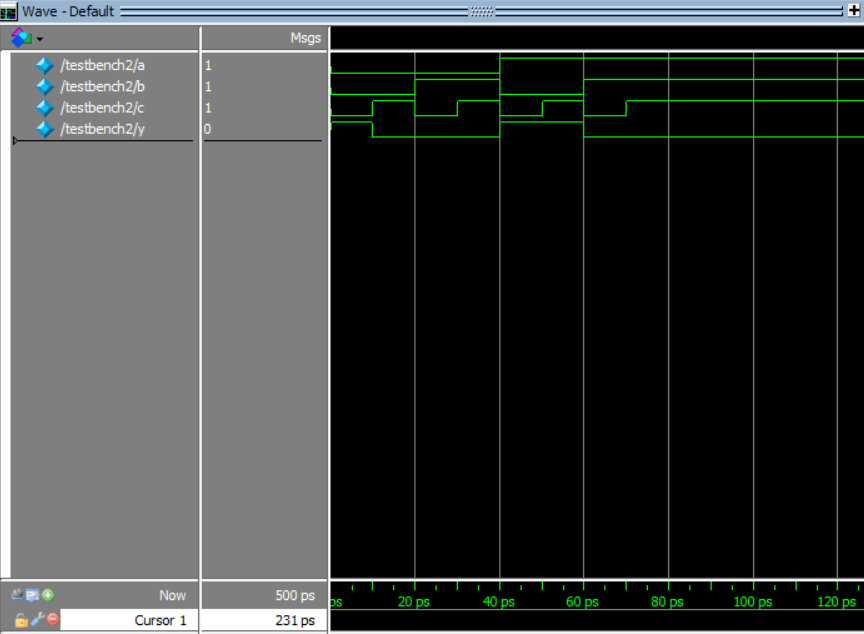 Wave - Default
Msgs
/testbench2/a 1
/testbench2/b 1
/testbench2/c 1
/testbench2/y 0
Now 500 ps
ps 20 ps 40 ps 60 ps 80 ps 100 ps 120 ps
Cursor 1 231 ps